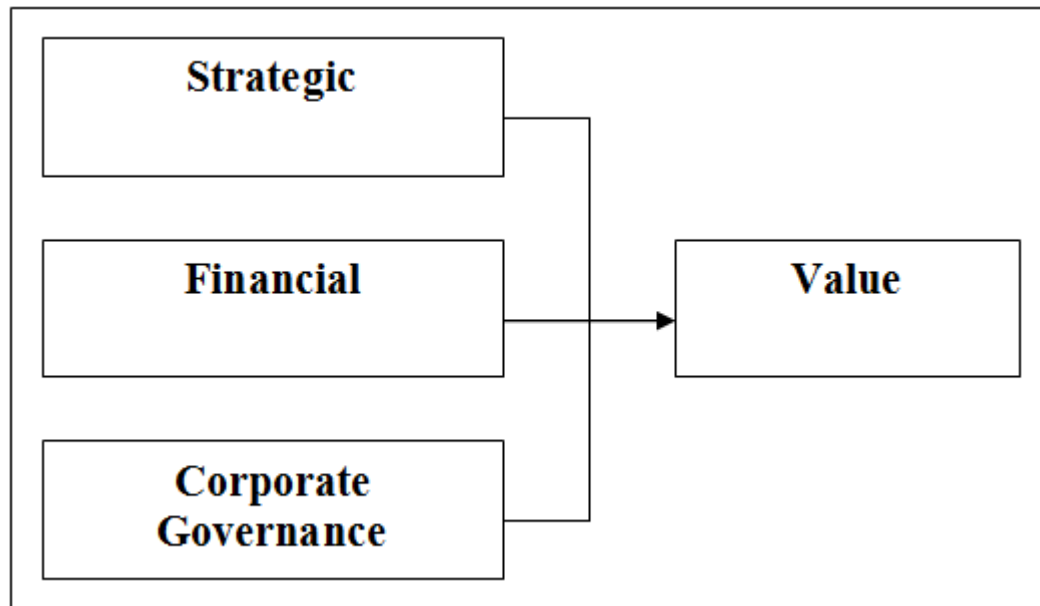 Strategic
Financial
Value
Corporate
Governance